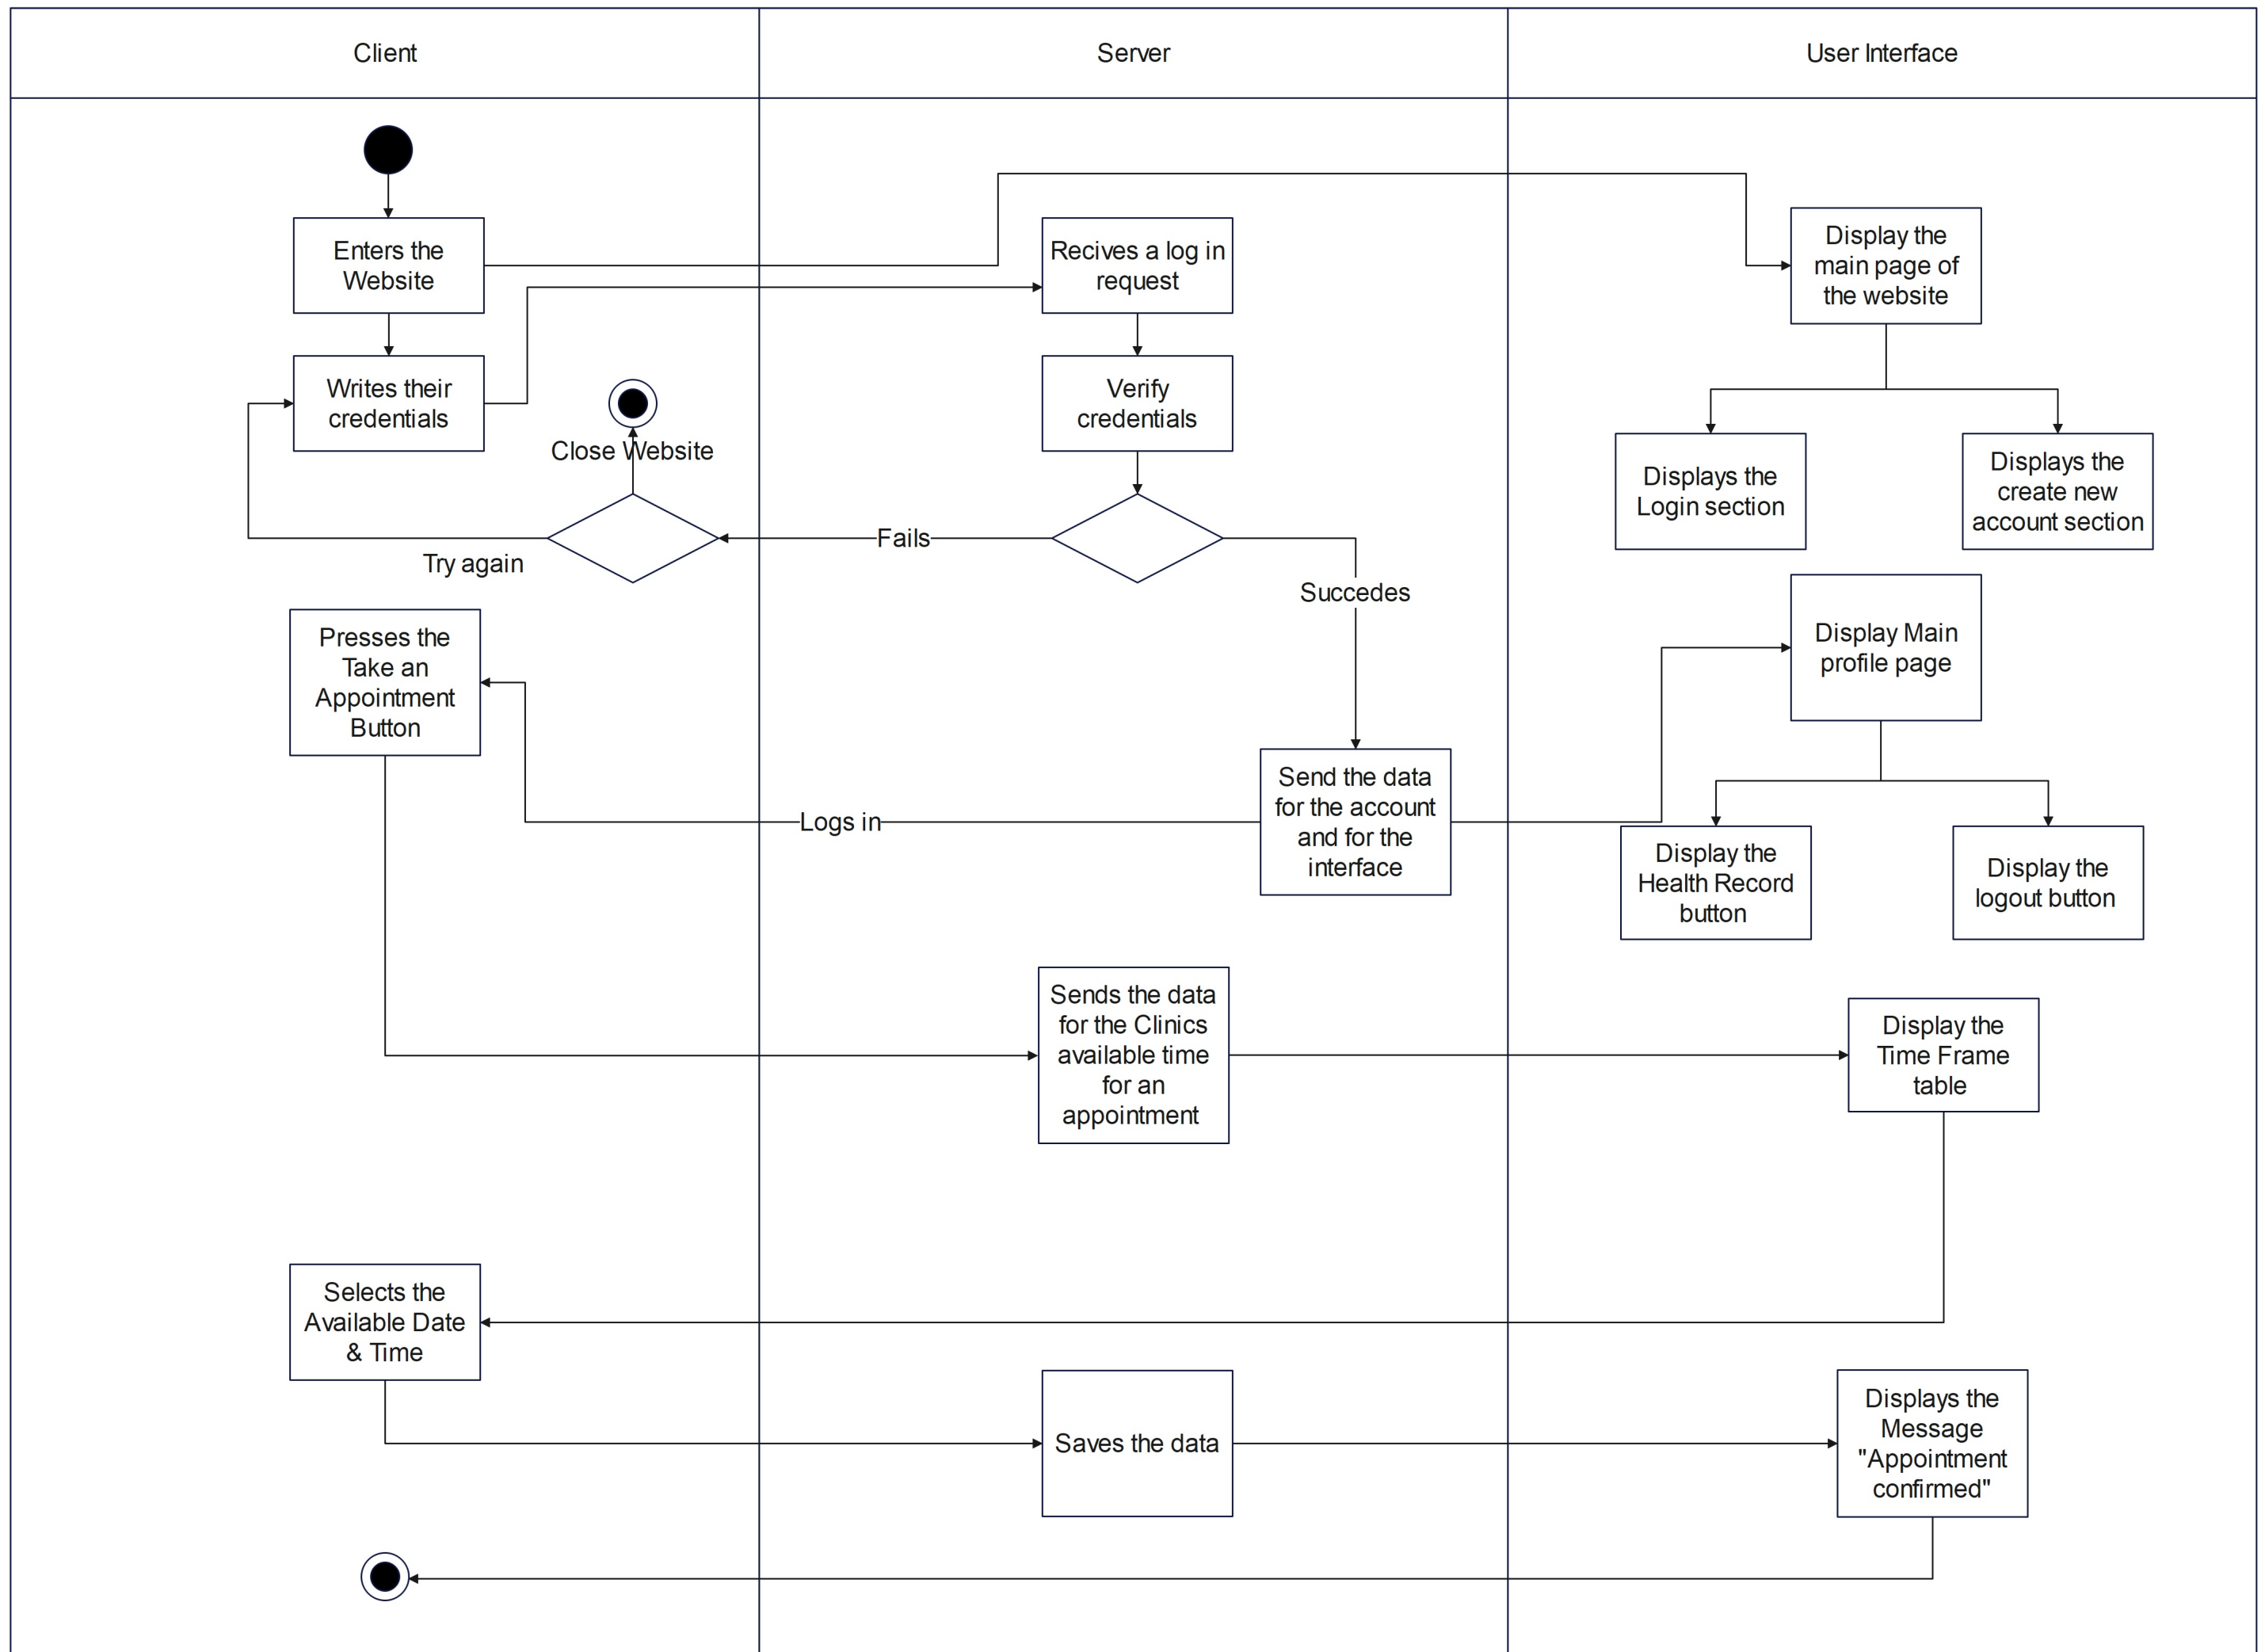 Client
Server
User Interface
Enters the
Website
Recives a log in
request
Display the
main page of
the website
Writes their
credentials
Close Website
Verify
credentials
Displays the
Login section
Displays the
create new
account section
Try again
Fails
Succedes
Presses the
Take an
Appointment
Button
Display Main
profile page
Logs in
Send the data
for the account
and for the
interface
Display the
Health Record
button
Display the
logout button
Sends the data
for the Clinics
available time
for an
appointment
Display the
Time Frame
table
Selects the
Available Date
& Time
Saves the data
Displays the
Message
"Appointment
confirmed"